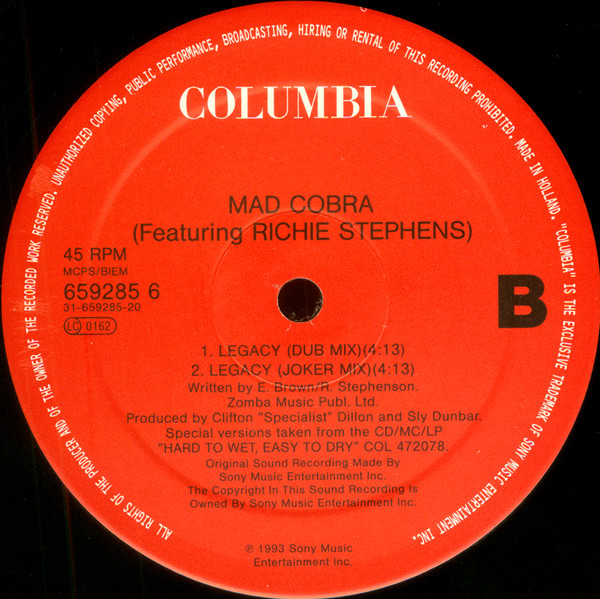 ALL RIGHTS OF THE PRODUCER AND OF THE OWNER OF THE RECORDED WORK RESERVED. UNAUTHORIZED COPYING, PUBLIC PERFORMANCE, BROADCASTING, HIRING OR RENTAL OF THIS RECORDING PROHIBITED. MADE IN HOLLAND. "COLUMBIA" IS THE EXCLUSIVE TRADEMARK OF SONY MUSIC ENTERTAINMENT INC.
COLUMBIA
MAD COBRA
(Featuring RICHIE STEPHENS)
45 RPM
MCPS/BIEM
659285 6
31-659285-20
LC 0162
B
1. LEGACY (DUB MIX)(4:13)
2. LEGACY (JOKER MIX)(4:13)
Written by E. Brown/R. Stephenson.
Zomba Music Publ. Ltd.
Produced by Clifton "Specialist" Dillon and Sly Dunbar.
Special versions taken from the CD/MC/LP
"HARD TO WET, EASY TO DRY" COL 472078.
Original Sound Recording Made By
Sony Music Entertainment Inc.
The Copyright In This Sound Recording Is
Owned By Sony Music Entertainment Inc.
℗ 1993 Sony Music
Entertainment Inc.